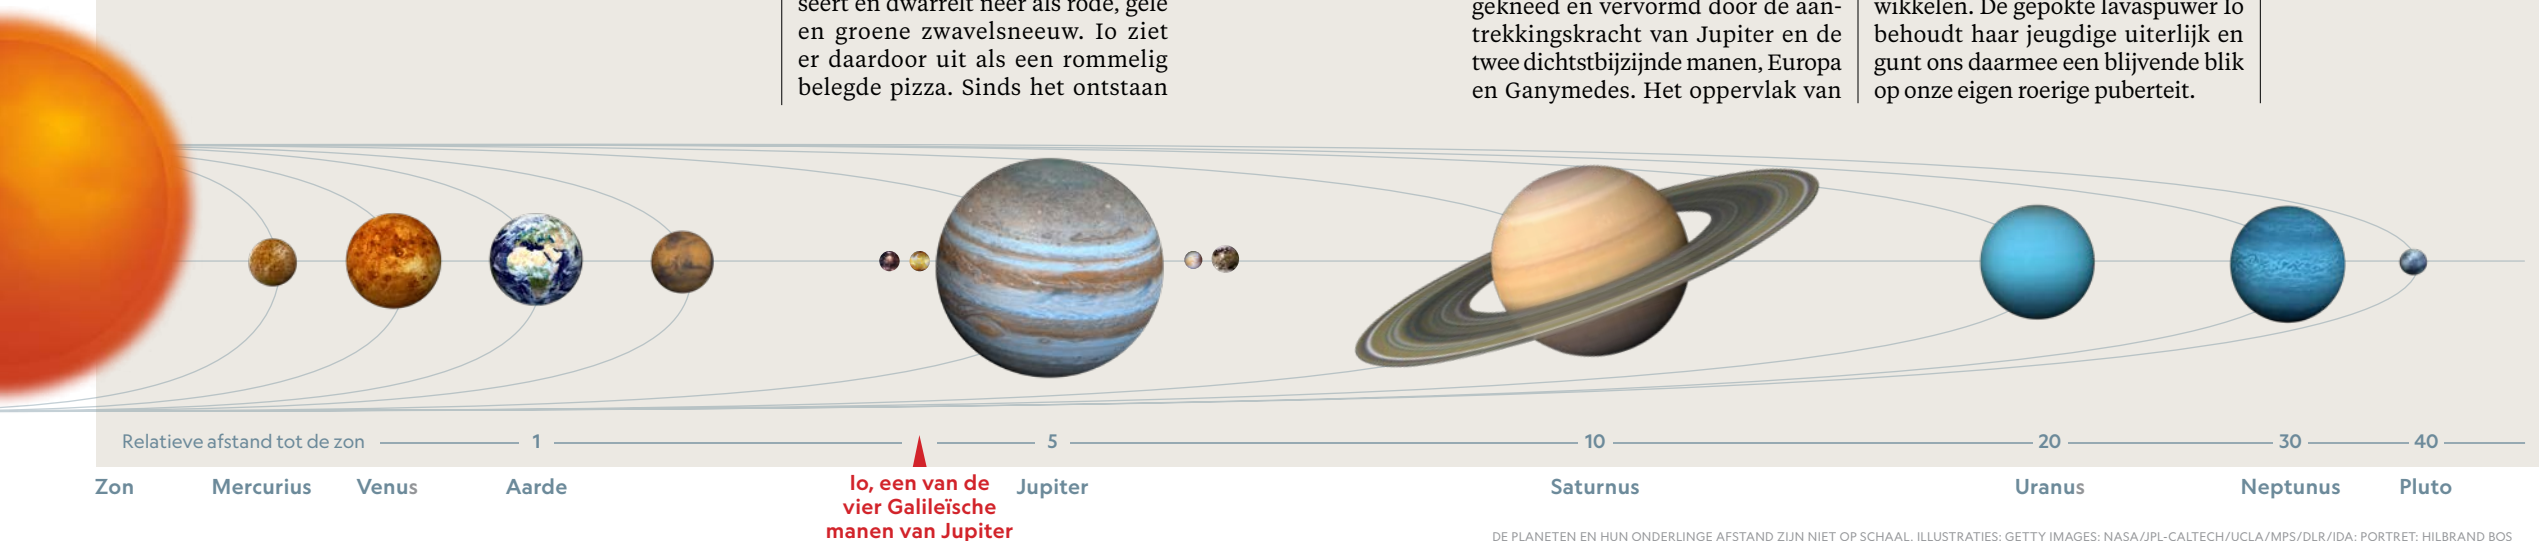 seert en dwarrelt neer als rode, gele
en groene zwavelsneeuw. Io ziet
er daardoor uit als een rommelig
belegde pizza. Sinds het ontstaan
gekneed en vervormd door de aan-
trekkingskracht van Jupiter en de
twee dichtstbijzijnde manen, Europa
en Ganymedes. Het oppervlak van
wikkelen. De gepokte lavaspuwer Io
behoudt haar jeugdige uiterlijk en
gunt ons daarmee een blijvende blik
op onze eigen roerige puberteit.
Relatieve afstand tot de zon 1 5 10 20 30 40
Zon Mercurius Venus Aarde
Io, een van de
vier Galileïsche
manen van Jupiter
Jupiter Saturnus Uranus Neptunus Pluto
DE PLANETEN EN HUN ONDERLINGE AFSTAND ZIJN NIET OP SCHAAL. ILLUSTRATIES: GETTY IMAGES: NASA/JPL-CALTECH/UCLA/MPS/DLR/IDA: PORTRET: HILBRAND BOS